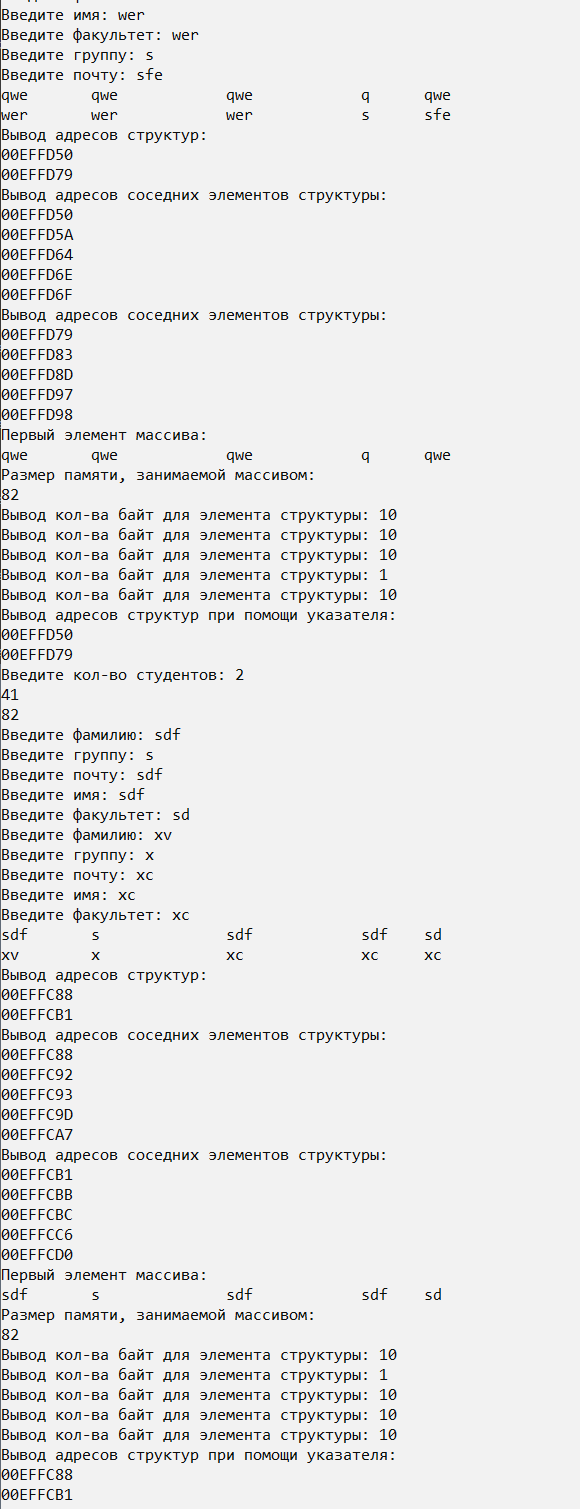 Введите имя: wer
Введите факультет: wer
Введите группу: s
Введите почту: sfe
qwe qwe qwe q qwe
wer wer wer s sfe
Вывод адресов структур:
00EFFD50
00EFFD79
Вывод адресов соседних элементов структуры:
00EFFD50
00EFFD5A
00EFFD64
00EFFD6E
00EFFD6F
Вывод адресов соседних элементов структуры:
00EFFD79
00EFFD83
00EFFD8D
00EFFD97
00EFFD98
Первый элемент массива:
qwe qwe qwe q qwe
Размер памяти, занимаемой массивом:
82
Вывод кол-ва байт для элемента структуры: 10
Вывод кол-ва байт для элемента структуры: 10
Вывод кол-ва байт для элемента структуры: 10
Вывод кол-ва байт для элемента структуры: 1
Вывод кол-ва байт для элемента структуры: 10
Вывод адресов структур при помощи указателя:
00EFFD50
00EFFD79
Введите кол-во студентов: 2
41
82
Введите фамилию: sdf
Введите группу: s
Введите почту: sdf
Введите имя: sdf
Введите факультет: sd
Введите фамилию: xv
Введите группу: x
Введите почту: xc
Введите имя: xc
Введите факультет: xc
sdf s sdf sdf sd
xv x xc xc xc
Вывод адресов структур:
00EFFC88
00EFFCB1
Вывод адресов соседних элементов структуры:
00EFFC88
00EFFC92
00EFFC93
00EFFC9D
00EFFCA7
Вывод адресов соседних элементов структуры:
00EFFCB1
00EFFCBB
00EFFCBC
00EFFCC6
00EFFCD0
Первый элемент массива:
sdf s sdf sdf sd
Размер памяти, занимаемой массивом:
82
Вывод кол-ва байт для элемента структуры: 10
Вывод кол-ва байт для элемента структуры: 1
Вывод кол-ва байт для элемента структуры: 10
Вывод кол-ва байт для элемента структуры: 10
Вывод кол-ва байт для элемента структуры: 10
Вывод адресов структур при помощи указателя:
00EFFC88
00EFFCB1